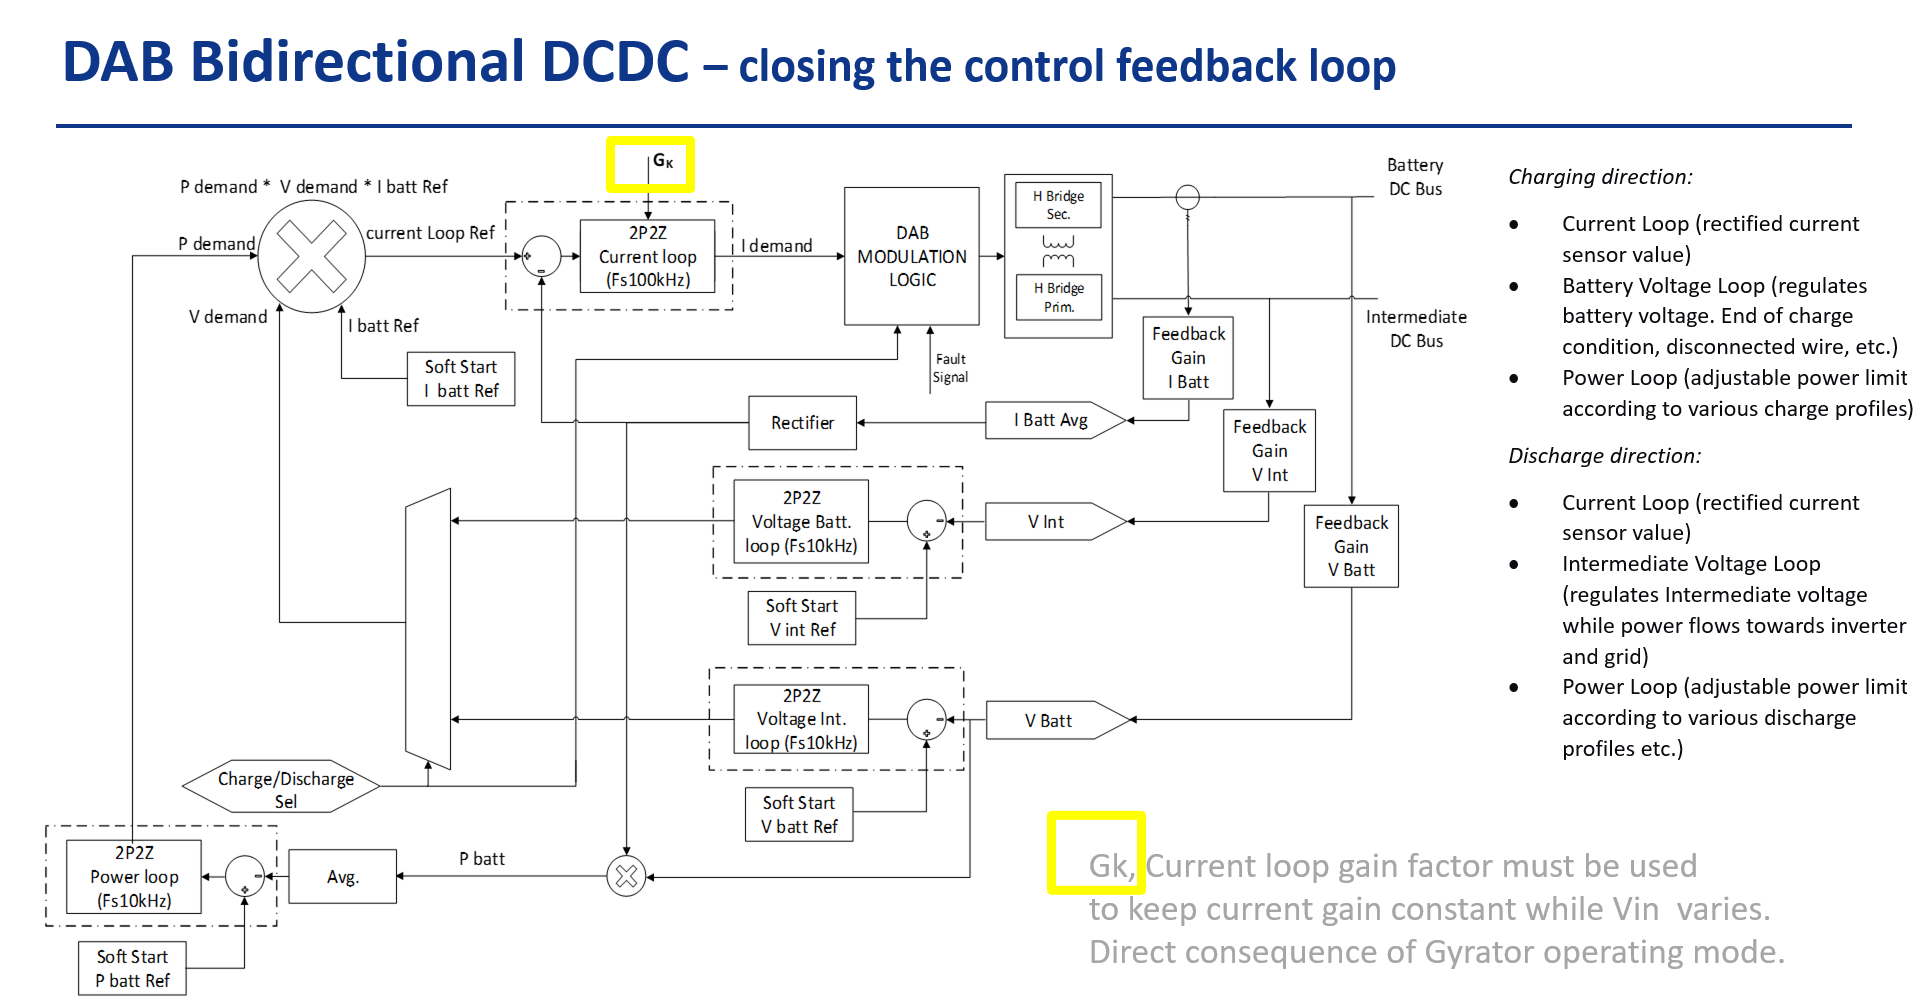 DAB Bidirectional DCDC – closing the control feedback loop
GK
P demand * V demand * I batt Ref
P demand
current Loop Ref
V demand
I batt Ref
Soft Start
I batt Ref
2P2Z
Current loop
(Fs100kHz)
I demand
DAB
MODULATION
LOGIC
Fault
Signal
H Bridge
Sec.
H Bridge
Prim.
Battery
DC Bus
Intermediate
DC Bus
Feedback
Gain
I Batt
Feedback
Gain
V Int
Feedback
Gain
V Batt
Rectifier
I Batt Avg
2P2Z
Voltage Batt.
loop (Fs10kHz)
V Int
Soft Start
V int Ref
2P2Z
Voltage Int.
loop (Fs10kHz)
V Batt
Soft Start
V batt Ref
Charge/Discharge
Sel
2P2Z
Power loop
(Fs10kHz)
Avg.
P batt
Soft Start
P batt Ref
Charging direction:
• Current Loop (rectified current
sensor value)
• Battery Voltage Loop (regulates
battery voltage. End of charge
condition, disconnected wire, etc.)
• Power Loop (adjustable power limit
according to various charge profiles)
Discharge direction:
• Current Loop (rectified current
sensor value)
• Intermediate Voltage Loop
(regulates Intermediate voltage
while power flows towards inverter
and grid)
• Power Loop (adjustable power limit
according to various discharge
profiles etc.)
Gk, Current loop gain factor must be used
to keep current gain constant while Vin varies.
Direct consequence of Gyrator operating mode.